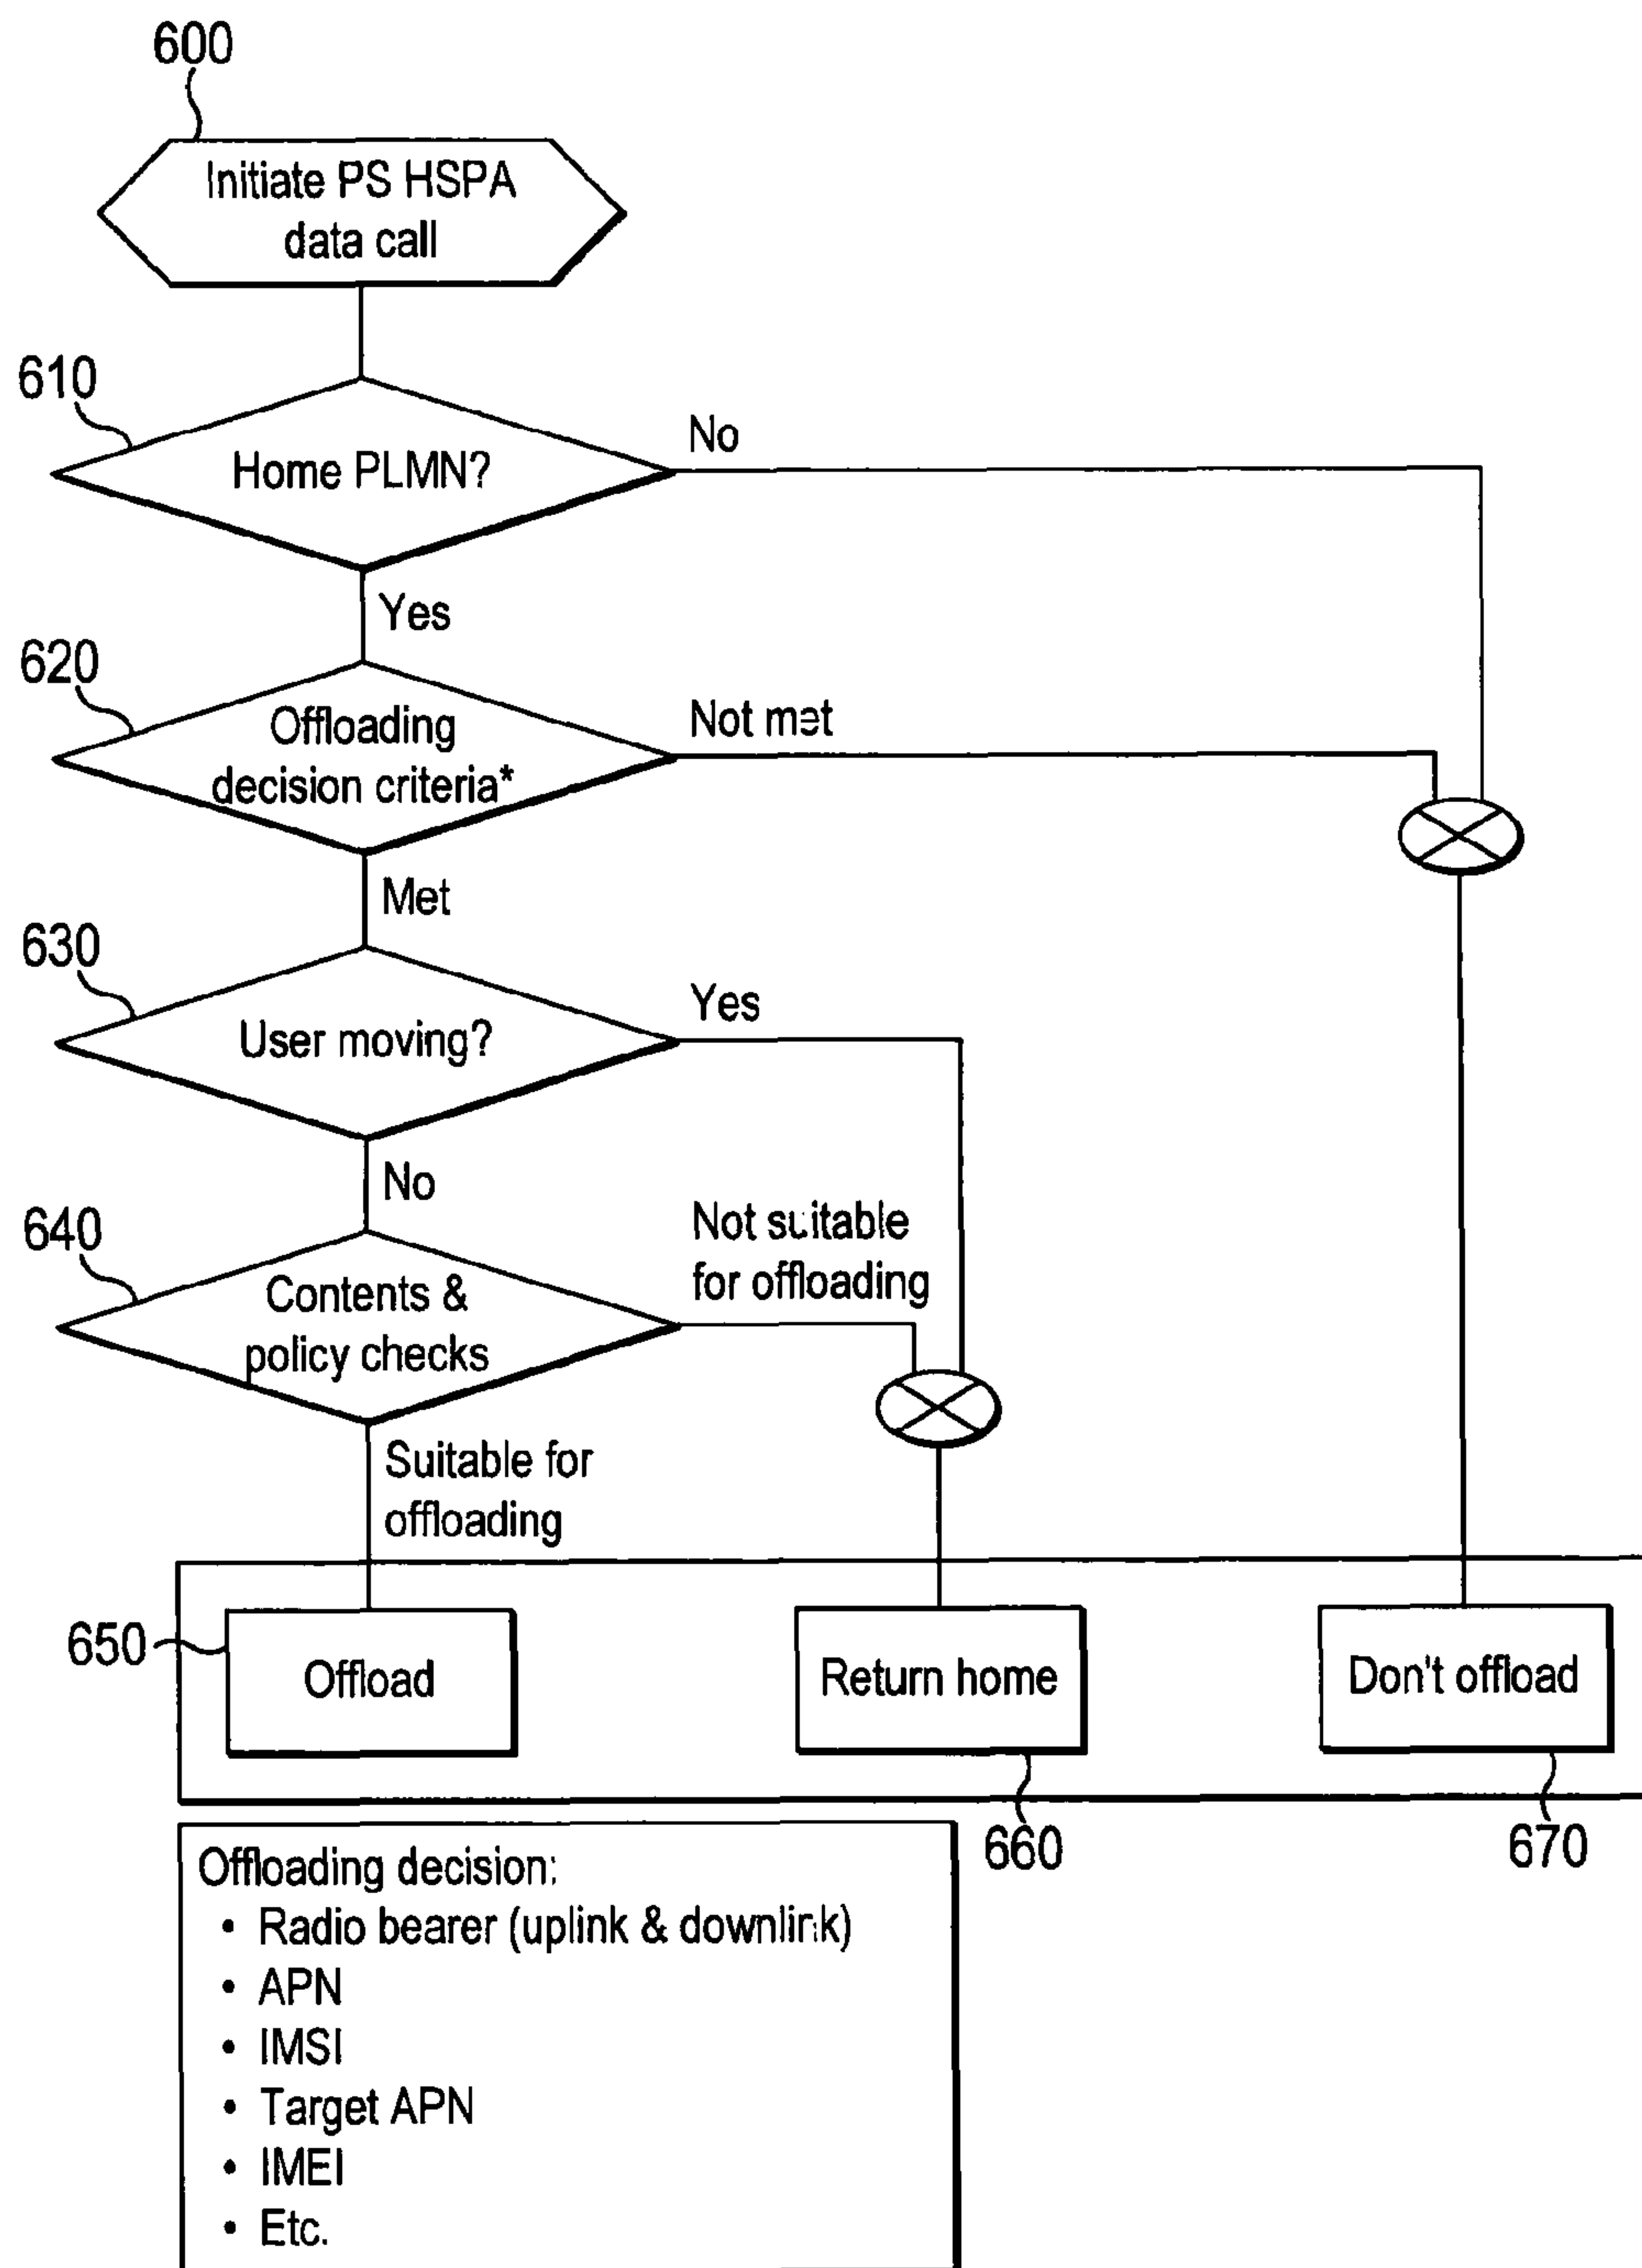 600
Initiate PS HSPA
data call
610
Home PLMN?
No
Yes
620
Offloading
decision criteria*
Not met
Met
630
User moving?
Yes
No
640
Contents &
policy checks
Not suitable
for offloading
Suitable for
offloading
650
Offload
Return home
Don't offload
660
670
Offloading decision:
• Radio bearer (uplink & downlink)
• APN
• IMSI
• Target APN
• IMEI
• Etc.